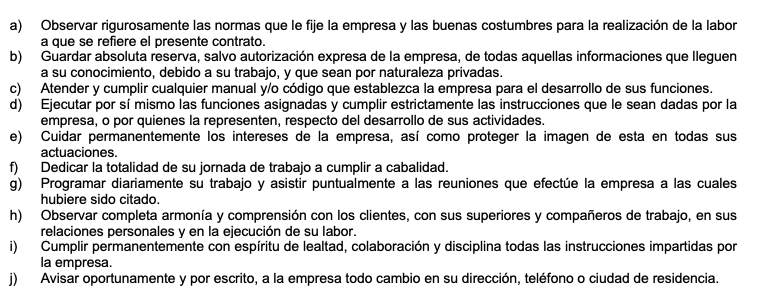 a) Observar rigurosamente las normas que le fije la empresa y las buenas costumbres para la realización de la labor
a que se refiere el presente contrato.
b) Guardar absoluta reserva, salvo autorización expresa de la empresa, de todas aquellas informaciones que lleguen
a su conocimiento, debido a su trabajo, y que sean por naturaleza privadas.
c) Atender y cumplir cualquier manual y/o código que establezca la empresa para el desarrollo de sus funciones.
d) Ejecutar por sí mismo las funciones asignadas y cumplir estrictamente las instrucciones que le sean dadas por la
empresa, o por quienes la representen, respecto del desarrollo de sus actividades.
e) Cuidar permanentemente los intereses de la empresa, así como proteger la imagen de esta en todas sus
actuaciones.
f) Dedicar la totalidad de su jornada de trabajo a cumplir a cabalidad.
g) Programar diariamente su trabajo y asistir puntualmente a las reuniones que efectúe la empresa a las cuales
hubiere sido citado.
h) Observar completa armonía y comprensión con los clientes, con sus superiores y compañeros de trabajo, en sus
relaciones personales y en la ejecución de su labor.
i) Cumplir permanentemente con espíritu de lealtad, colaboración y disciplina todas las instrucciones impartidas por
la empresa.
j) Avisar oportunamente y por escrito, a la empresa todo cambio en su dirección, teléfono o ciudad de residencia.